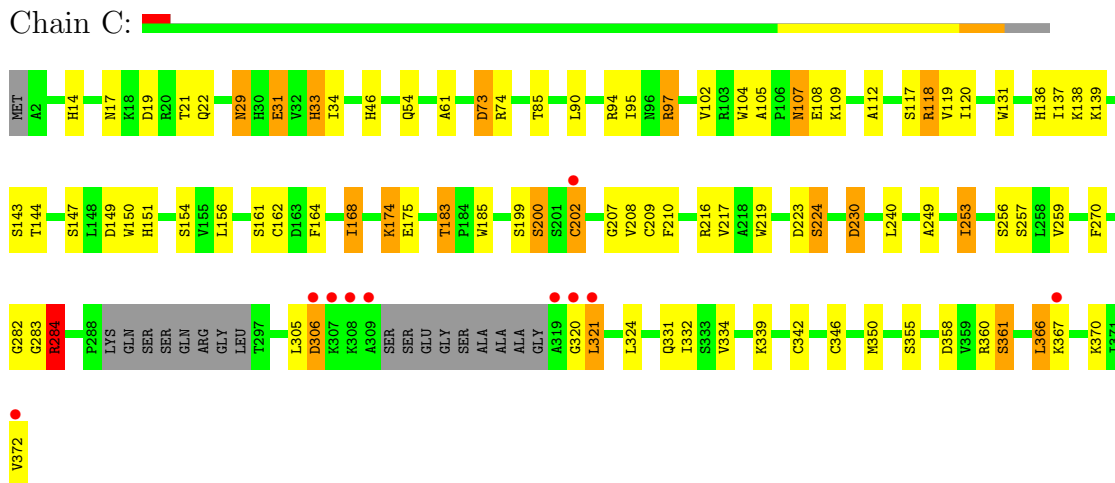 Chain C:
MET A2 H14 N17 K18 D19 R20 T21 Q22 N29 H30 E31 V32 H33 I34 H46 Q54 A61 D73 R74 T85 L90 R94 I95 N96 R97 V102 R103 W104 A105 P106 N107 E108 K109 A112 S117 R118 V119 I120 W131 H136 I137 K138 K139
S143 T144 S147 L148 D149 W150 H151 S154 V155 L156 S161 C162 D163 F164 I168 K174 E175 T183 P184 W185 S199 S200 S201 C202 G207 V208 C209 F210 R216 V217 A218 W219 D223 S224 D230 L240 A249 I253 S256 S257 L258 V259 F270
G282 G283 R284 P288 LYS GLN SER SER GLN ARG GLY LEU T297 L305 D306 K307 K308 A309 SER SER GLU GLY SER ALA ALA ALA GLY A319 G320 L321 L324 Q331 I332 S333 V334 K339 C342 C346 M350 S355 D358 V359 R360 S361 L366 K367 K370 I371
V372